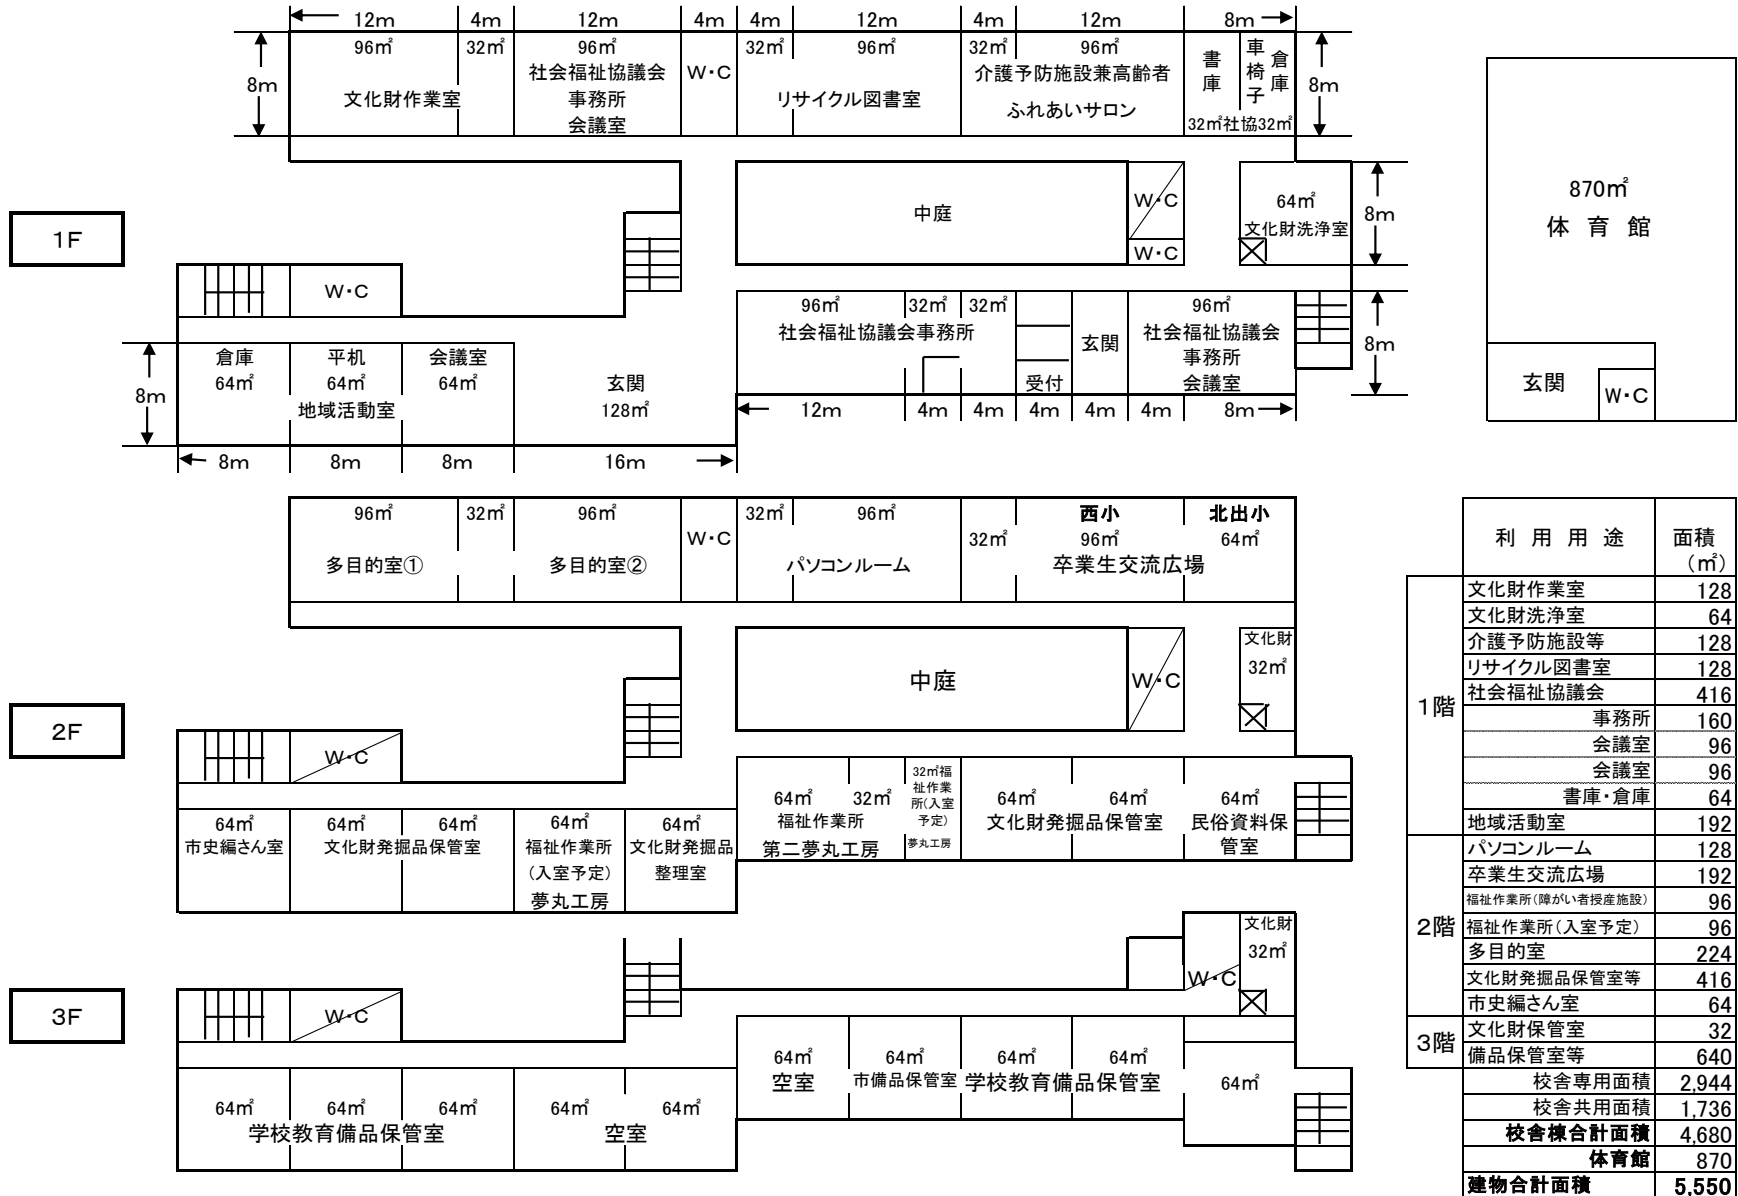 12m 4m 12m 4m 4m 12m 4m 12m 8m
96㎡ 32㎡ 96㎡ 32㎡ 96㎡ 32㎡ 96㎡
8m
文化財作業室
社会福祉協議会
事務所
会議室
W・C
リサイクル図書室
介護予防施設兼高齢者
ふれあいサロン
書庫
車椅子
倉庫
32㎡社協32㎡
8m
870㎡
体 育 館
玄関
W・C
1F
中庭
W・C
W・C
64㎡
文化財洗浄室
8m
W・C
96㎡ 32㎡ 32㎡
社会福祉協議会事務所
受付
玄関
96㎡
社会福祉協議会
事務所
会議室
8m
8m
倉庫
64㎡
平机
64㎡
会議室
64㎡
地域活動室
玄関
128㎡
12m 4m 4m 4m 4m 4m 8m
8m 8m 8m 16m
96㎡ 32㎡ 96㎡ 32㎡ 96㎡
多目的室①
多目的室②
W・C
パソコンルーム
32㎡
西小
96㎡
北出小
64㎡
卒業生交流広場
2F
中庭
W・C
文化財
32㎡
W・C
64㎡ 32㎡
福祉作業所
第二夢丸工房
32㎡福
祉作業
所(入室
予定)
夢丸工房
64㎡ 64㎡
文化財発掘品保管室
64㎡
民俗資料保
管室
64㎡
市史編さん室
64㎡ 64㎡
文化財発掘品保管室
64㎡
福祉作業所
(入室予定)
夢丸工房
64㎡
文化財発掘品
整理室
3F
W・C
W・C
文化財
32㎡
64㎡
空室
64㎡
市備品保管室
64㎡ 64㎡
学校教育備品保管室
64㎡
64㎡ 64㎡ 64㎡
学校教育備品保管室
64㎡ 64㎡
空室
利 用 用 途 面積
(㎡)
1階
文化財作業室 128
文化財洗浄室 64
介護予防施設等 128
リサイクル図書室 128
社会福祉協議会 416
事務所 160
会議室 96
会議室 96
書庫・倉庫 64
地域活動室 192
2階
パソコンルーム 128
卒業生交流広場 192
福祉作業所(障がい者授産施設) 96
福祉作業所(入室予定) 96
多目的室 224
文化財発掘品保管室等 416
市史編さん室 64
3階
文化財保管室 32
備品保管室等 640
校舎専用面積 2,944
校舎共用面積 1,736
校舎棟合計面積 4,680
体育館 870
建物合計面積 5,550